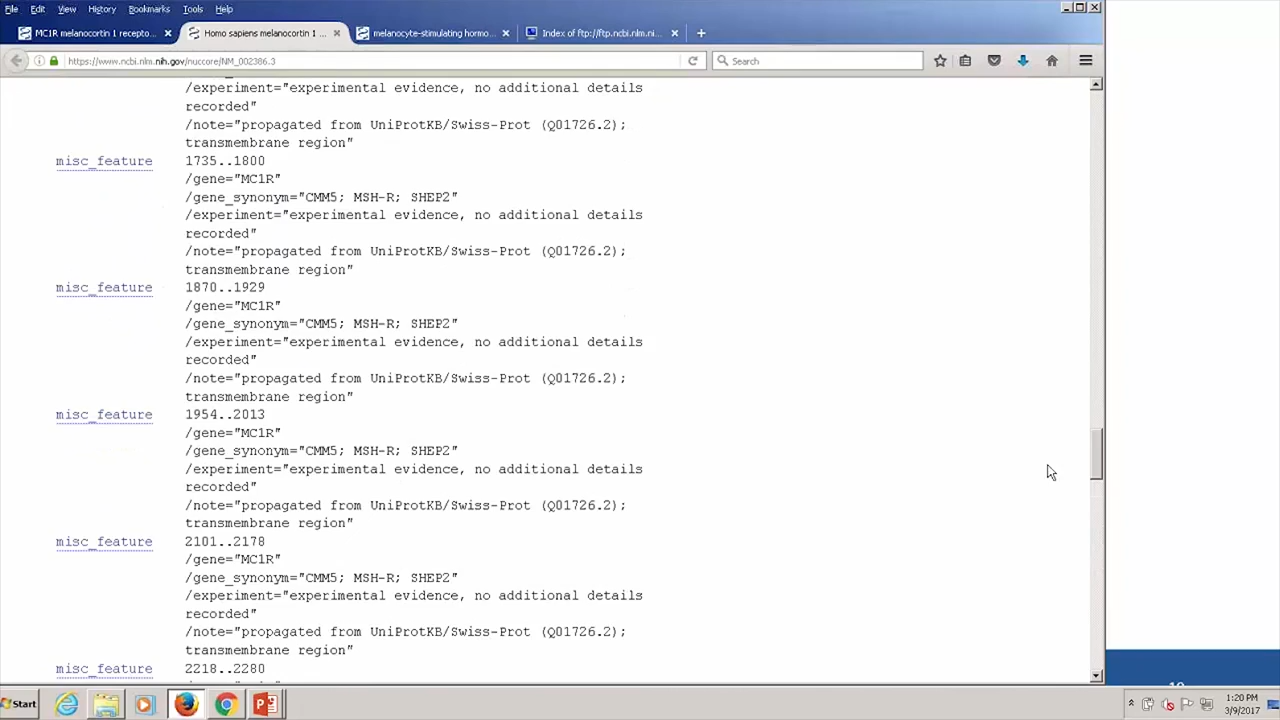 File Edit View History Bookmarks Tools Help
MC1R melanocortin 1 recepto... × Homo sapiens melanocortin 1 ... × melanocyte-stimulating hormo... × Index of ftp://ftp.ncbi.nlm.ni... × +
https://www.ncbi.nlm.nih.gov/nuccore/NM_002386.3 Search
/experiment="experimental evidence, no additional details
recorded"
/note="propagated from UniProtKB/Swiss-Prot (Q01726.2);
transmembrane region"
misc_feature 1735..1800
/gene="MC1R"
/gene_synonym="CMM5; MSH-R; SHEP2"
/experiment="experimental evidence, no additional details
recorded"
/note="propagated from UniProtKB/Swiss-Prot (Q01726.2);
transmembrane region"
misc_feature 1870..1929
/gene="MC1R"
/gene_synonym="CMM5; MSH-R; SHEP2"
/experiment="experimental evidence, no additional details
recorded"
/note="propagated from UniProtKB/Swiss-Prot (Q01726.2);
transmembrane region"
misc_feature 1954..2013
/gene="MC1R"
/gene_synonym="CMM5; MSH-R; SHEP2"
/experiment="experimental evidence, no additional details
recorded"
/note="propagated from UniProtKB/Swiss-Prot (Q01726.2);
transmembrane region"
misc_feature 2101..2178
/gene="MC1R"
/gene_synonym="CMM5; MSH-R; SHEP2"
/experiment="experimental evidence, no additional details
recorded"
/note="propagated from UniProtKB/Swiss-Prot (Q01726.2);
transmembrane region"
misc_feature 2218..2280
Start 1:20 PM
3/9/2017